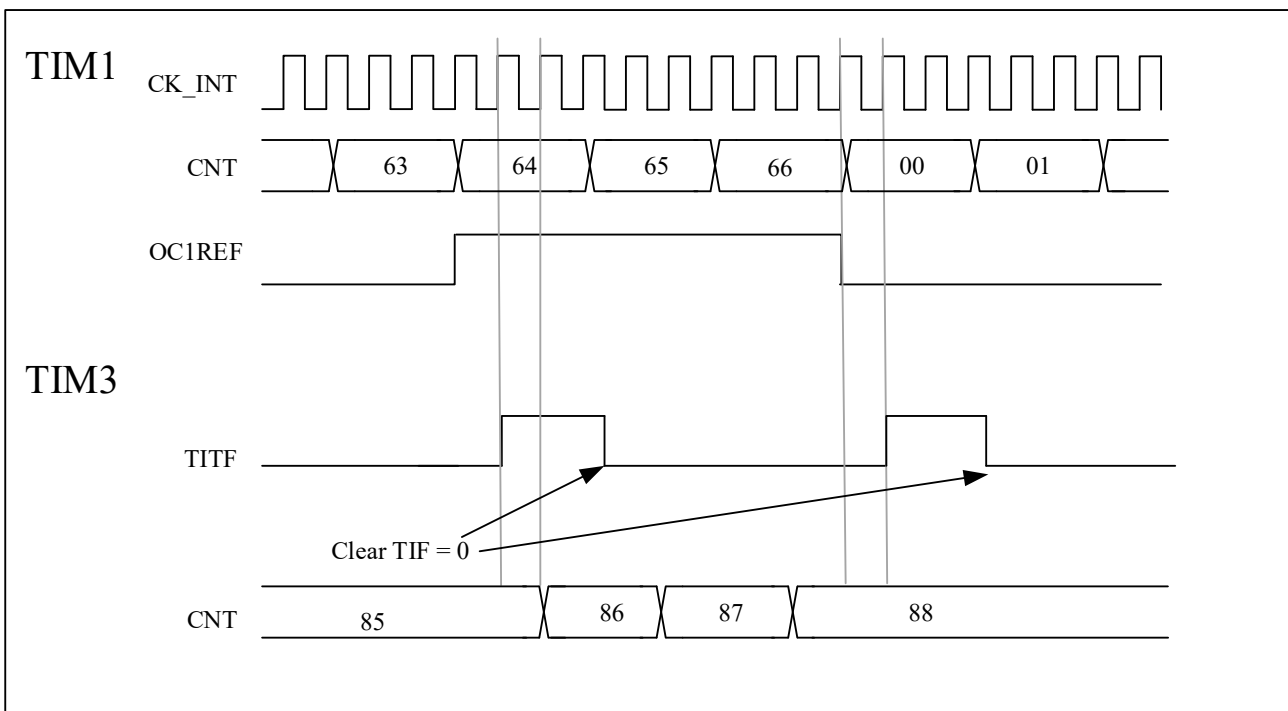 TIM1
CK_INT
CNT
63 64 65 66 00 01
OC1REF
TIM3
TITF
Clear TIF = 0
CNT
85 86 87 88